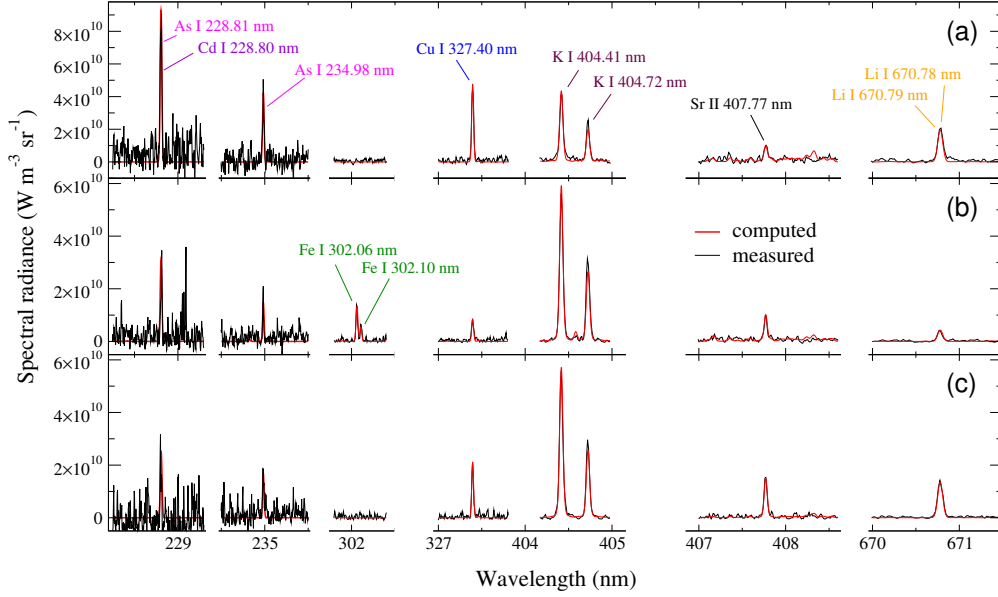 Spectral radiance (W m⁻³ sr⁻¹)
8×10¹⁰
6×10¹⁰
4×10¹⁰
2×10¹⁰
0
As I 228.81 nm
Cd I 228.80 nm
As I 234.98 nm
Cu I 327.40 nm
K I 404.41 nm
K I 404.72 nm
Sr II 407.77 nm
Li I 670.78 nm
Li I 670.79 nm
(a)
6×10¹⁰
4×10¹⁰
2×10¹⁰
0
Fe I 302.06 nm
Fe I 302.10 nm
computed
measured
(b)
6×10¹⁰
4×10¹⁰
2×10¹⁰
0
(c)
229 235 302 327 404 405 407 408 670 671
Wavelength (nm)